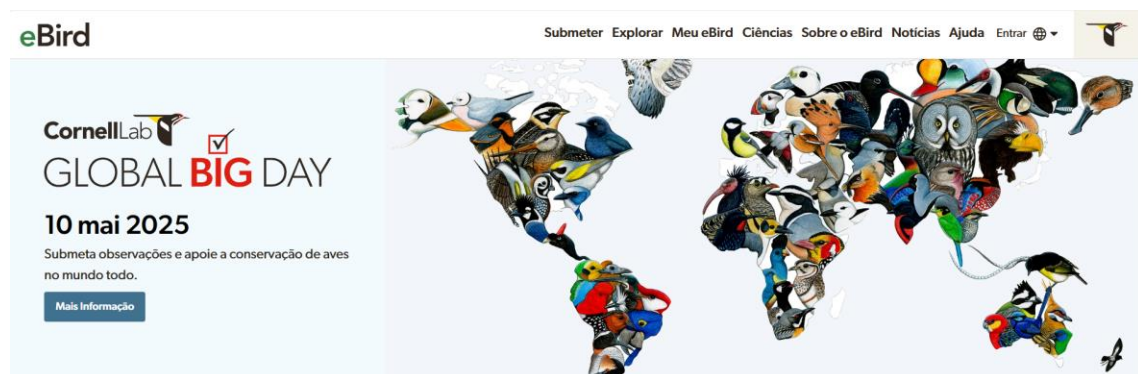 eBird
Submeter Explorar Meu eBird Ciências Sobre o eBird Notícias Ajuda Entrar
CornellLab
GLOBAL BIG DAY
10 mai 2025
Submeta observações e apoie a conservação de aves
no mundo todo.
Mais Informação